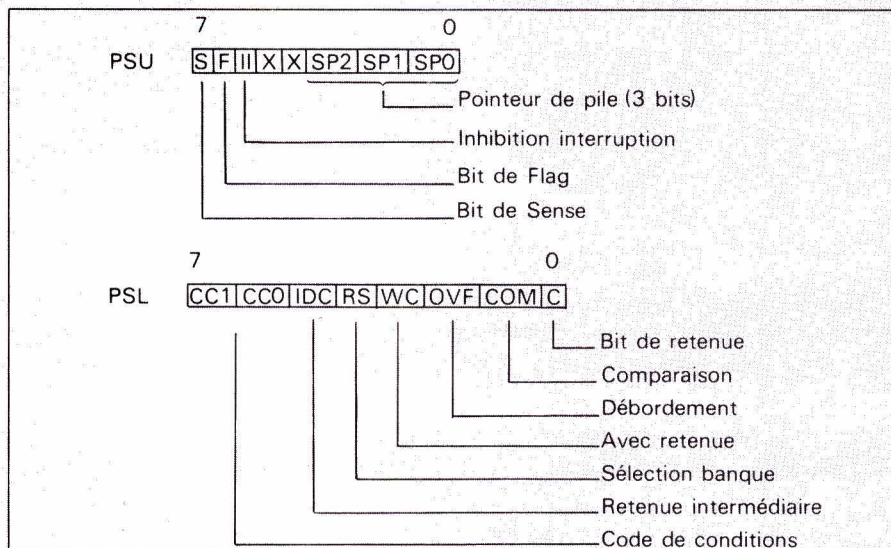 7 0
PSU S F II X X SP2 SP1 SP0
Pointeur de pile (3 bits)
Inhibition interruption
Bit de Flag
Bit de Sense
7 0
PSL CC1 CC0 IDC RS WC OVF COM C
Bit de retenue
Comparaison
Débordement
Avec retenue
Sélection banque
Retenue intermédiaire
Code de conditions